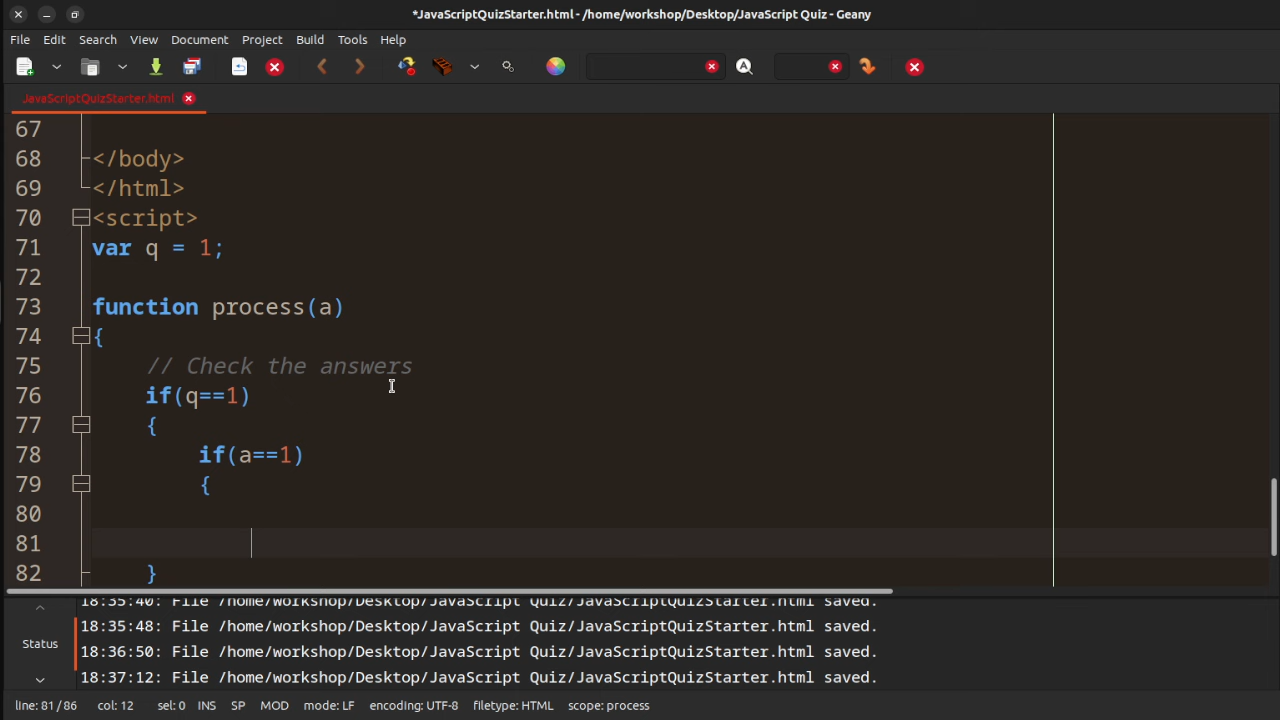 *JavaScriptQuizStarter.html - /home/workshop/Desktop/JavaScript Quiz - Geany
File Edit Search View Document Project Build Tools Help
JavaScriptQuizStarter.html
67
68 </body>
69 </html>
70 <script>
71 var q = 1;
72
73 function process(a)
74 {
75 // Check the answers
76 if(q==1)
77 {
78 if(a==1)
79 {
80
81
82 }
18:35:40: File /home/workshop/Desktop/JavaScript Quiz/JavaScriptQuizStarter.html saved.
18:35:48: File /home/workshop/Desktop/JavaScript Quiz/JavaScriptQuizStarter.html saved.
Status
18:36:50: File /home/workshop/Desktop/JavaScript Quiz/JavaScriptQuizStarter.html saved.
18:37:12: File /home/workshop/Desktop/JavaScript Quiz/JavaScriptQuizStarter.html saved.
line: 81 / 86 col: 12 sel: 0 INS SP MOD mode: LF encoding: UTF-8 filetype: HTML scope: process